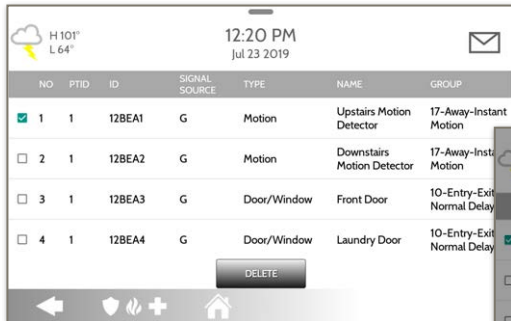 H 101°
L 64°
12:20 PM
Jul 23 2019
NO PTID ID SIGNAL SOURCE TYPE NAME GROUP
1 1 12BEA1 G Motion Upstairs Motion Detector 17-Away-Instant Motion
2 1 12BEA2 G Motion Downstairs Motion Detector Motion
3 1 12BEA3 G Door/Window Front Door 10-Entry-Exit Normal Delay
4 1 12BEA4 G Door/Window Laundry Door 10-Entry-Exit Normal Delay
DELETE